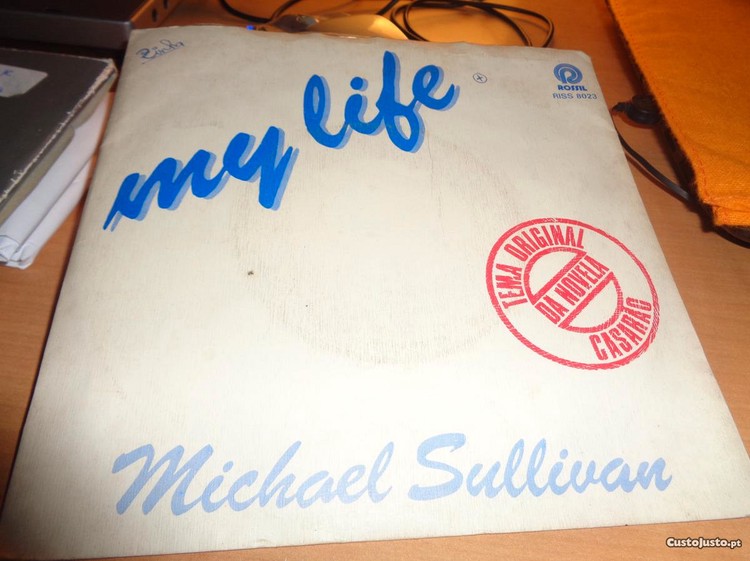 my life
ROSSIL
RISS 8023
TEMA ORIGINAL
DA NOVELA
CASARÃO
Michael Sullivan
CustoJusto.pt